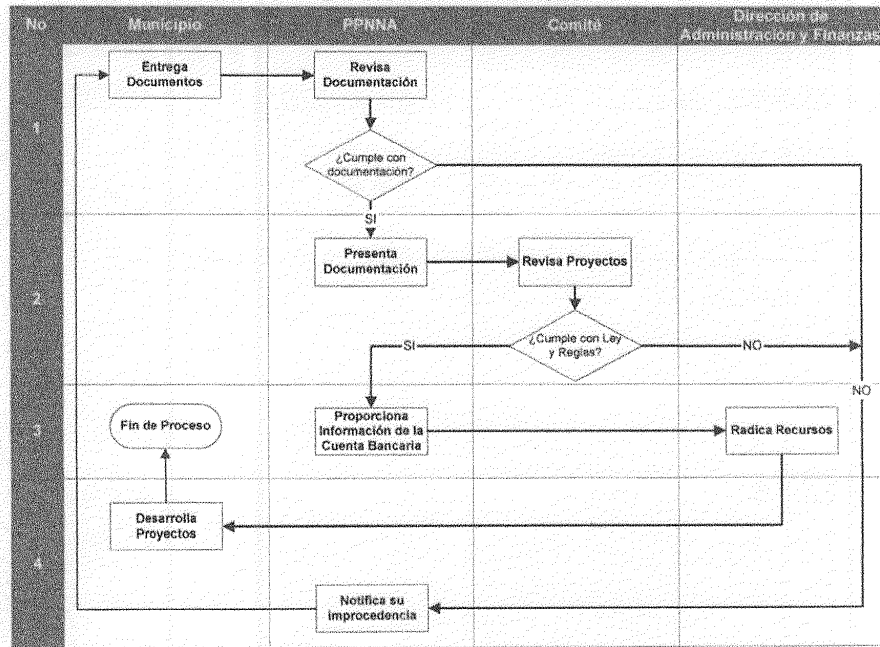 No Municipio PPNNA Comité Dirección de
Administración y Finanzas
Entrega
Documentos
Revisa
Documentación
1
¿Cumple con
documentación?
SI
Presenta
Documentación
Revisa Proyectos
2
¿Cumple con Ley
y Reglas?
SI
NO
NO
3
Fin de Proceso
Proporciona
Información de la
Cuenta Bancaria
Radica Recursos
Desarrolla
Proyectos
4
Notifica su
improcedencia